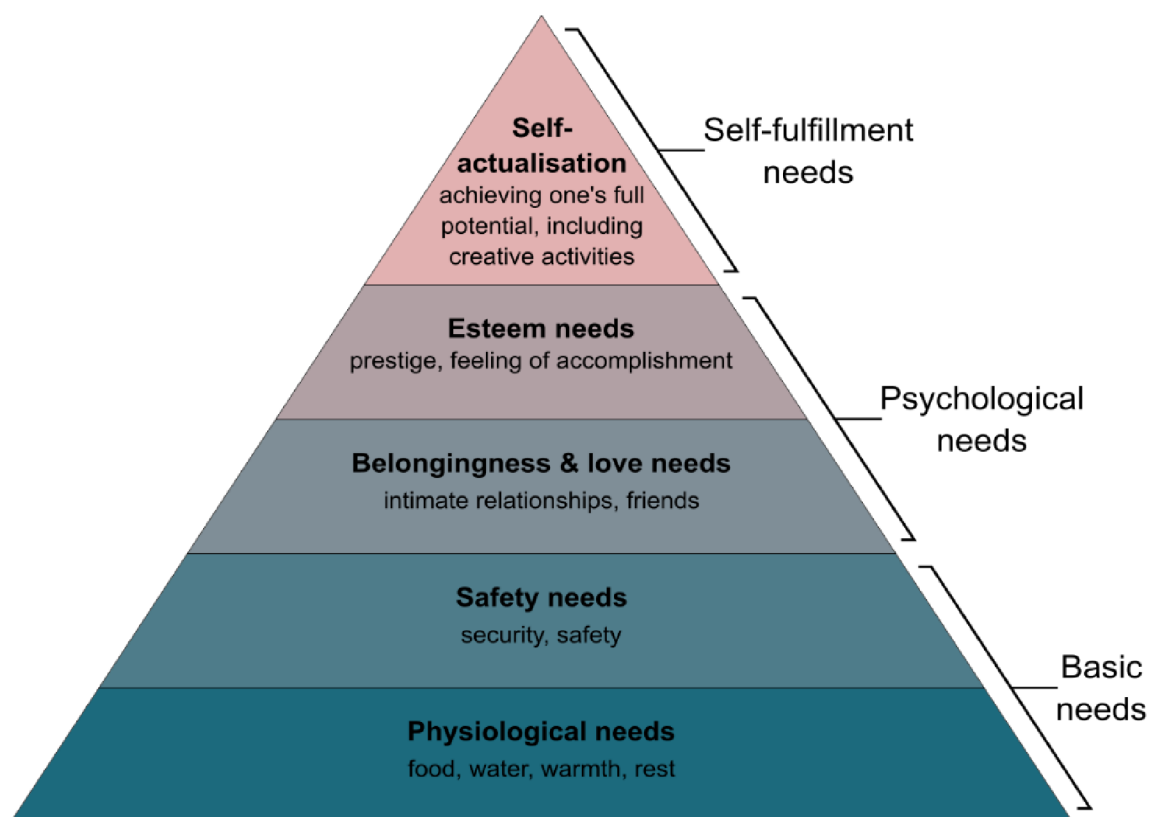 Self-
actualisation
achieving one's full
potential, including
creative activities
Self-fulfillment
needs
Esteem needs
prestige, feeling of accomplishment
Psychological
needs
Belongingness & love needs
intimate relationships, friends
Safety needs
security, safety
Basic
needs
Physiological needs
food, water, warmth, rest